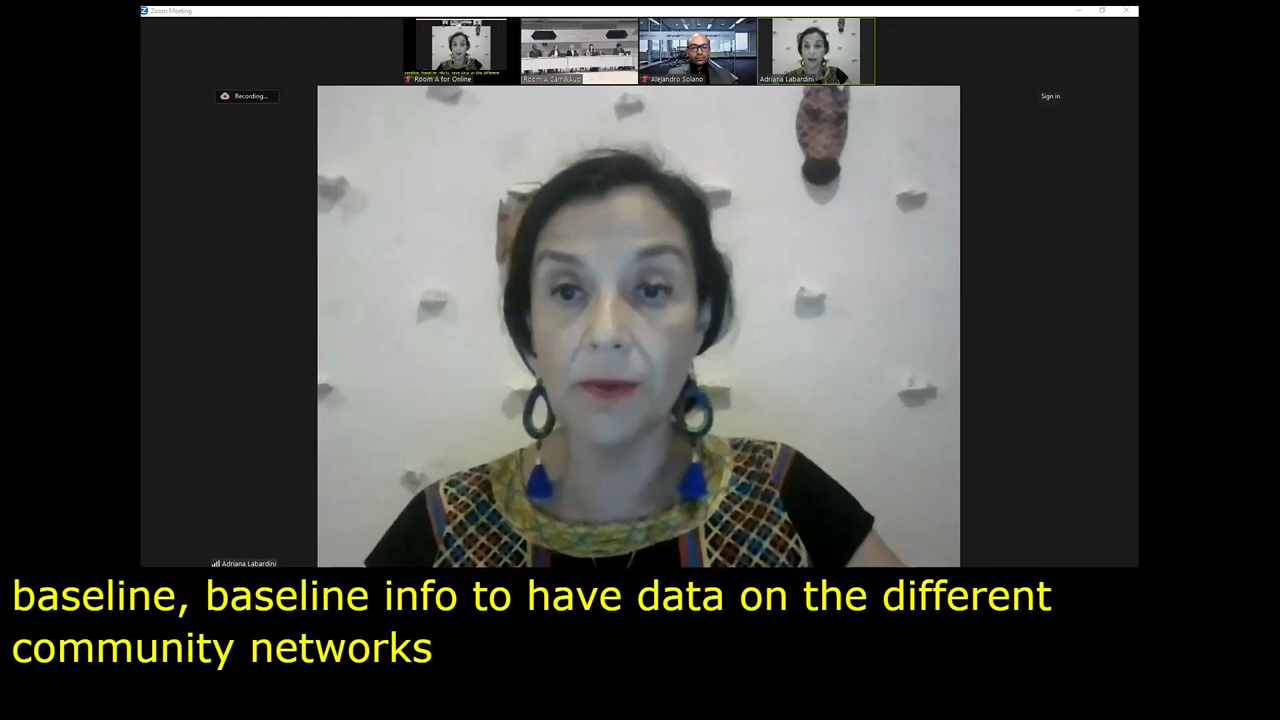 Zoom Meeting
Room A for Online
Room A Cam&Aud
Alejandro Solano
Adriana Labardini
Recording...
Sign in
Adriana Labardini
baseline, baseline info to have data on the different
community networks